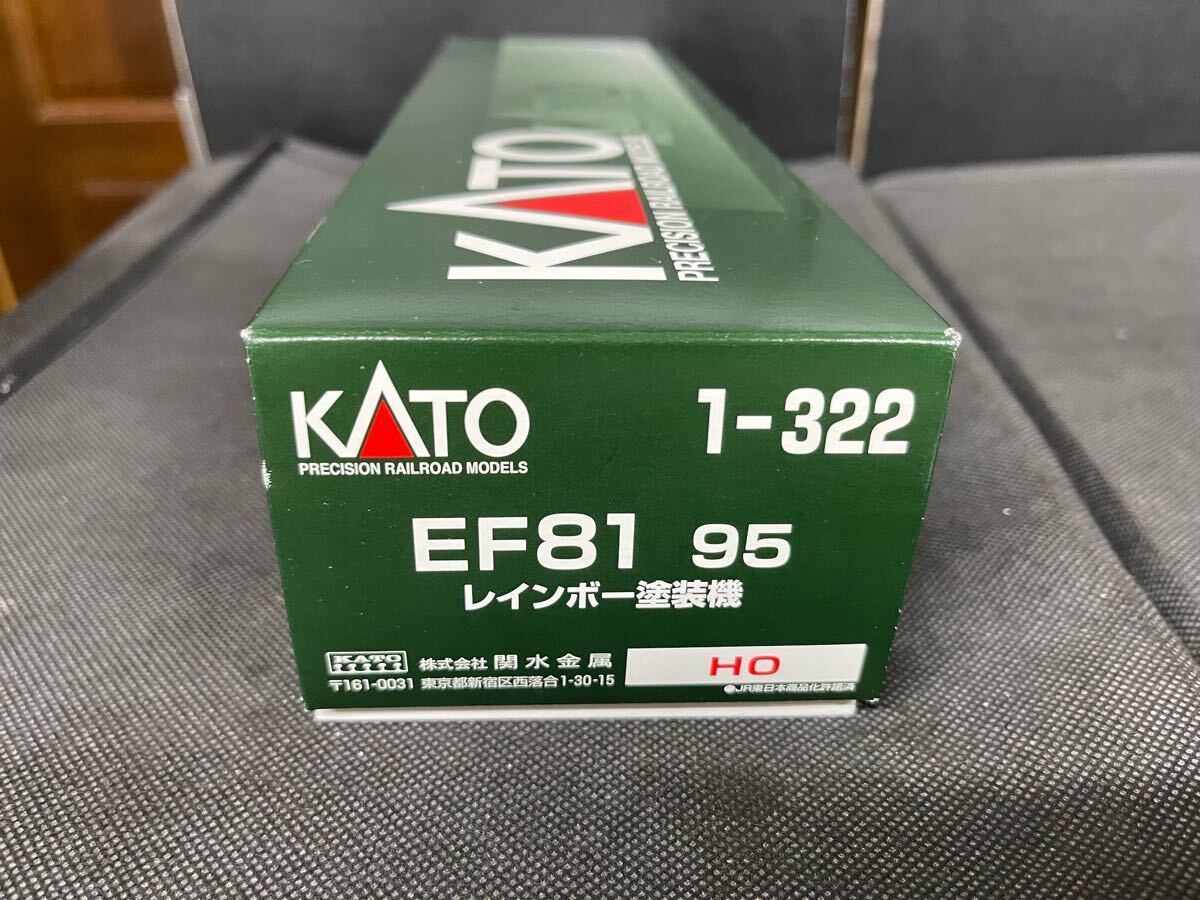 KATO
PRECISION RAILROAD MODELS
KATO
PRECISION RAILROAD MODELS
1-322
EF81 95
レインボー塗装機
KATO
株式会社 関水金属
〒161-0031 東京都新宿区西落合1-30-15
HO
●JR東日本商品化許諾済